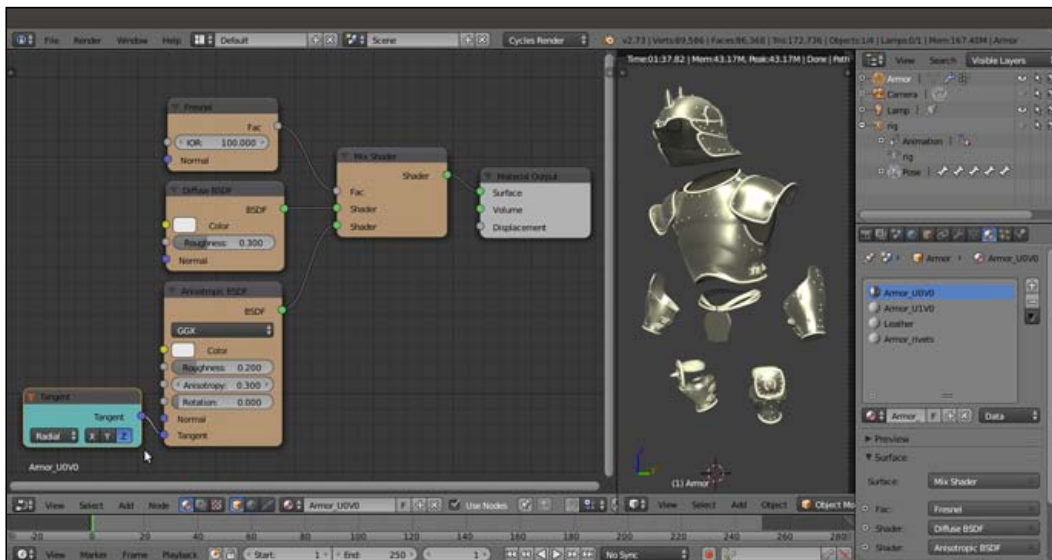 File Render Window Help Default Scene Cycles Render v2.73 | Verts:89,586 | Faces:86,368 | Tris:172,736 | Objects:1/4 | Lamps:0/1 | Mem:167.40M | Armor
Time:01:37.82 | Mem:43.17M, Peak:43.17M | Done | Path
View Search Visible Layers
Armor
Camera
Lamp
rig
Animation
rig
Pose
Fresnel
Fac
IOR: 100.000
Normal
Diffuse BSDF
BSDF
Color
Roughness: 0.300
Normal
Anisotropic BSDF
BSDF
GGX
Color
Roughness: 0.200
Anisotropy: 0.300
Rotation: 0.000
Normal
Tangent
Tangent
Tangent
Radial X Y Z
Armor_U0V0
Mix Shader
Shader
Fac
Shader
Shader
Material Output
Surface
Volume
Displacement
(1) Armor
Armor Armor_U0V0
Armor_U0V0
Armor_U1V0
Leather
Armor_rivets
Armor F Data
Preview
Surface
Surface: Mix Shader
Fac: Fresnel
Shader: Diffuse BSDF
Shader: Anisotropic BSDF
View Select Add Node Armor_U0V0 F Use Nodes
View Select Add Object Object Mo
-20 0 20 40 60 80 100 120 140 160 180 200 220 240 260 280
View Marker Frame Playback Start: 1 End: 250 1 No Sync